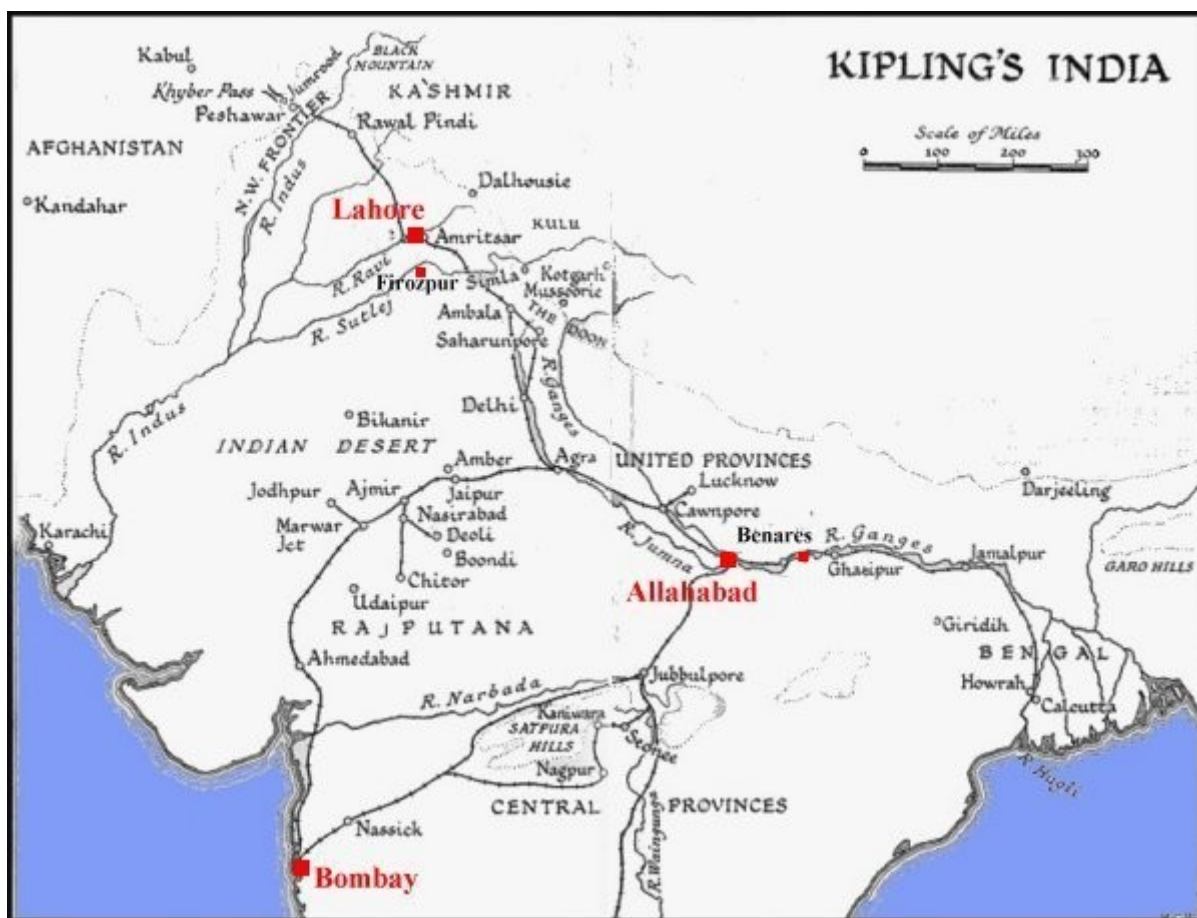 KIPLING'S INDIA
Scale of Miles
0 100 200 300
Kabul
BLACK
MOUNTAIN
Khyber Pass
Jumrood
KASHMIR
Peshawar
Rawal Pindi
AFGHANISTAN
N.W. FRONTIER
R. Indus
Dalhousie
Kandahar
Lahore
KULU
Amritsar
R. Ravi
Firozpur
Simla
Kotgarh
Mussoorie
R. Sutlej
Ambala
THE DOON
Saharunpore
R. Ganges
Delhi
R. Indus
Bikanir
INDIAN DESERT
Amber
Agra
UNITED PROVINCES
Lucknow
Jodhpur
Ajmir
Jaipur
Cawnpore
Darjeeling
Karachi
Marwar
Jct
Nasirabad
Deoli
Boondi
R. Jumna
Benares
R. Ganges
Ghasipur
Jamalpur
GARO HILLS
Chitor
Allahabad
Udaipur
RAJPUTANA
Giridih
BENGAL
Ahmedabad
Jubbulpore
R. Narbada
Howrah
Calcutta
Kaniwara
SATPURA
HILLS
Seonee
Nagpur
R. Hugli
CENTRAL PROVINCES
Nassick
R. Waingunga
Bombay